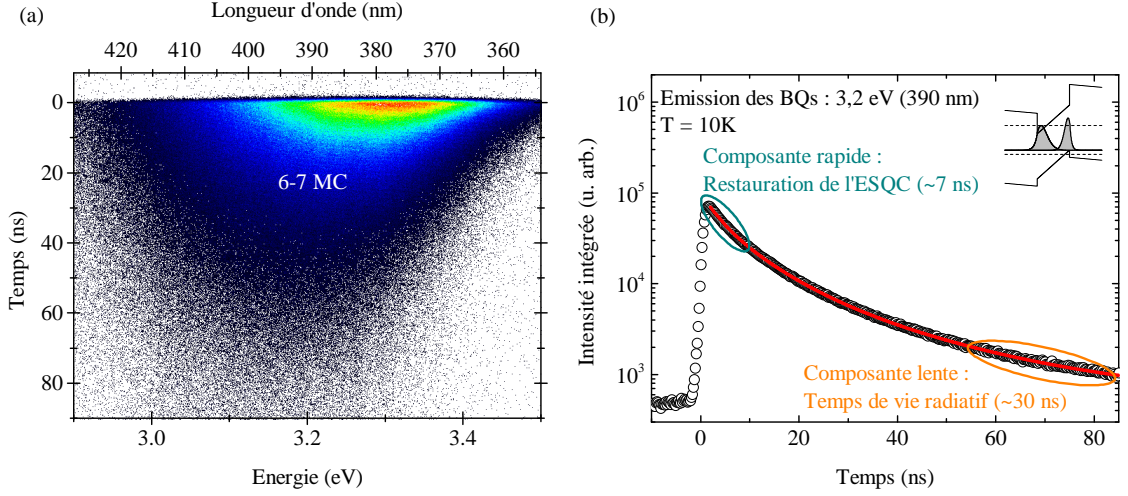 (a)
Longueur d'onde (nm)
420 410 400 390 380 370 360
0
20
40
60
80
Temps (ns)
6-7 MC
3.0 3.2 3.4
Energie (eV)
(b)
10^6
10^5
10^4
10^3
Intensité intégrée (u. arb.)
Emission des BQs : 3,2 eV (390 nm)
T = 10K
Composante rapide :
Restauration de l'ESQC (~7 ns)
Composante lente :
Temps de vie radiatif (~30 ns)
0 20 40 60 80
Temps (ns)